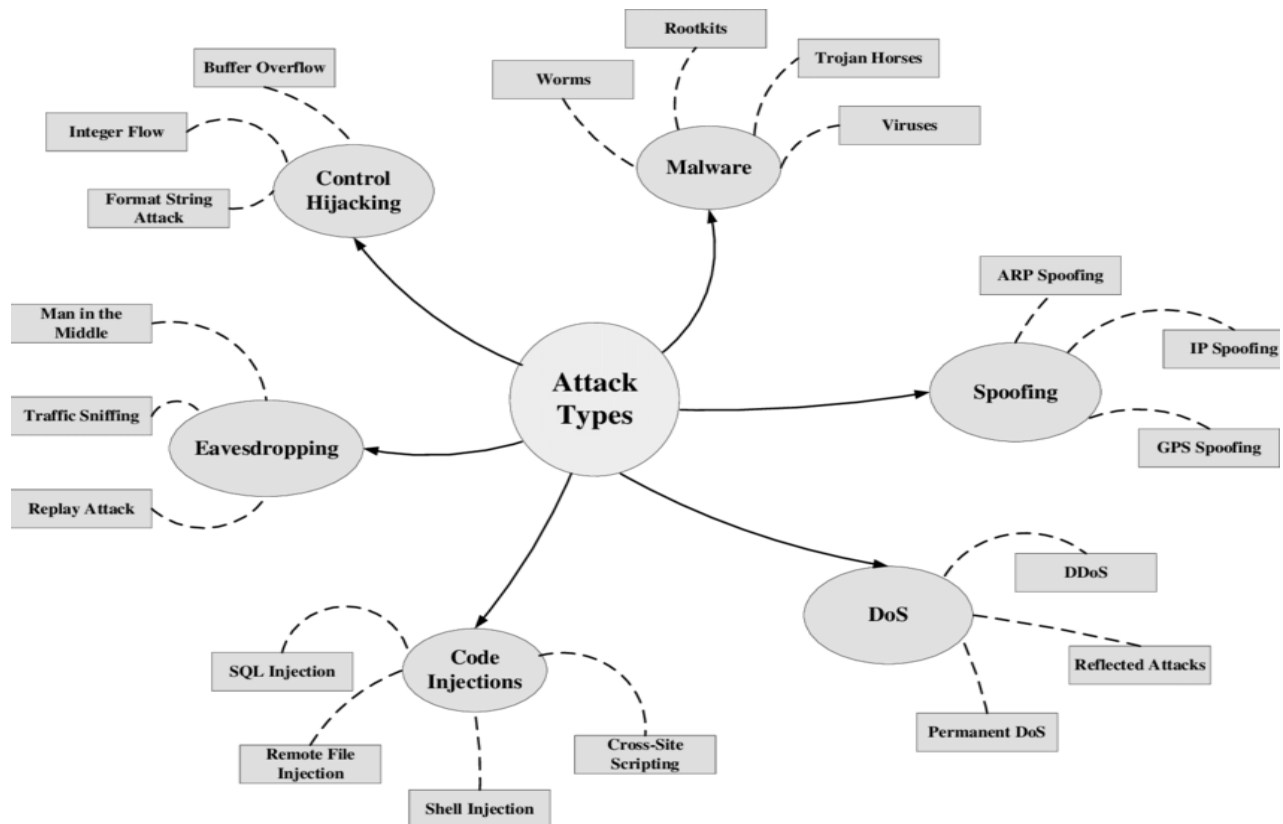 Rootkits
Buffer Overflow
Trojan Horses
Worms
Integer Flow
Viruses
Malware
Control
Hijacking
Format String
Attack
ARP Spoofing
Man in the
Middle
IP Spoofing
Attack
Types
Spoofing
Traffic Sniffing
Eavesdropping
GPS Spoofing
Replay Attack
DDoS
DoS
Code
Injections
SQL Injection
Reflected Attacks
Permanent DoS
Remote File
Injection
Cross-Site
Scripting
Shell Injection